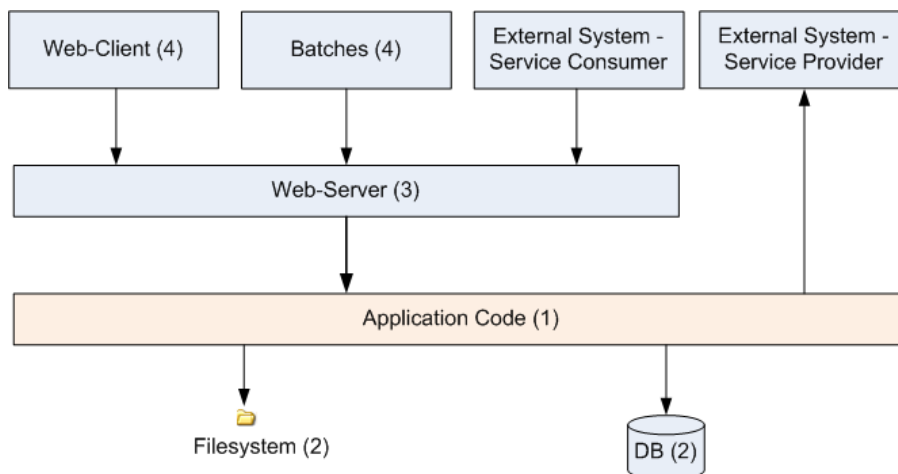 Web-Client (4)
Batches (4)
External System -
Service Consumer
External System -
Service Provider
Web-Server (3)
Application Code (1)
Filesystem (2)
DB (2)